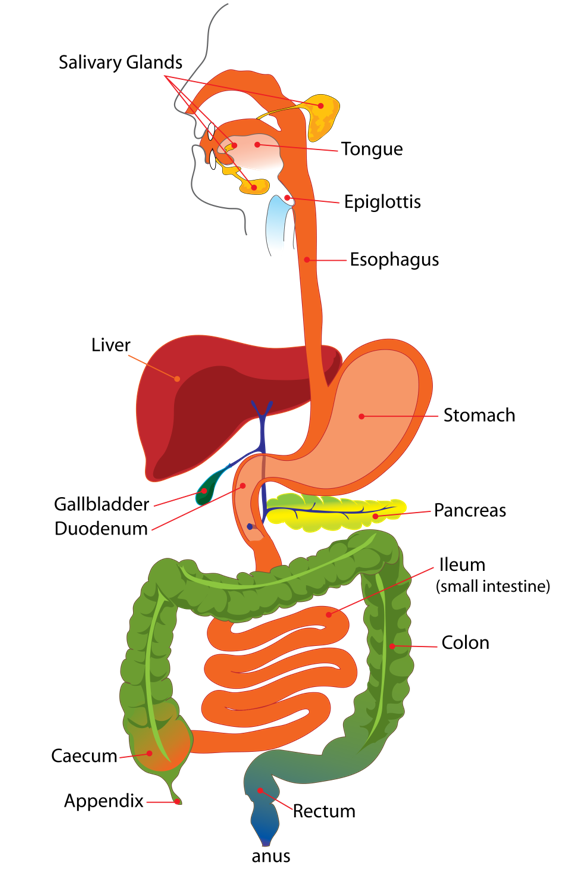 Salivary Glands
Tongue
Epiglottis
Esophagus
Liver
Stomach
Gallbladder
Duodenum
Pancreas
Ileum
(small intestine)
Colon
Caecum
Appendix
Rectum
anus